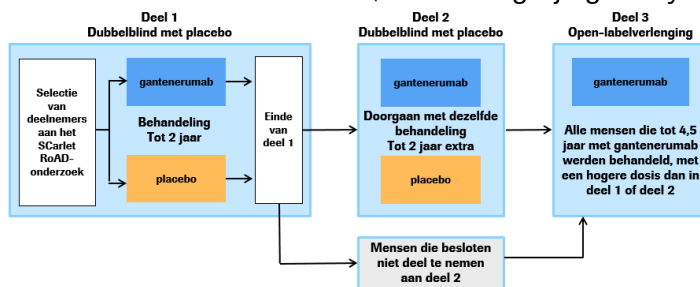 Deel 1
Dubbelblind met placebo
Selectie
van
deelnemers
aan het
SCarlet
RoAD-
onderzoek
gantenerumab
Behandeling
Tot 2 jaar
placebo
Einde
van
deel 1
Deel 2
Dubbelblind met placebo
gantenerumab
Doorgaan met dezelfde
behandeling
Tot 2 jaar extra
placebo
Mensen die besloten
niet deel te nemen
aan deel 2
Deel 3
Open-labelverlenging
gantenerumab
Alle mensen die tot 4,5
jaar met gantenerumab
werden behandeld, met
een hogere dosis dan in
deel 1 of deel 2